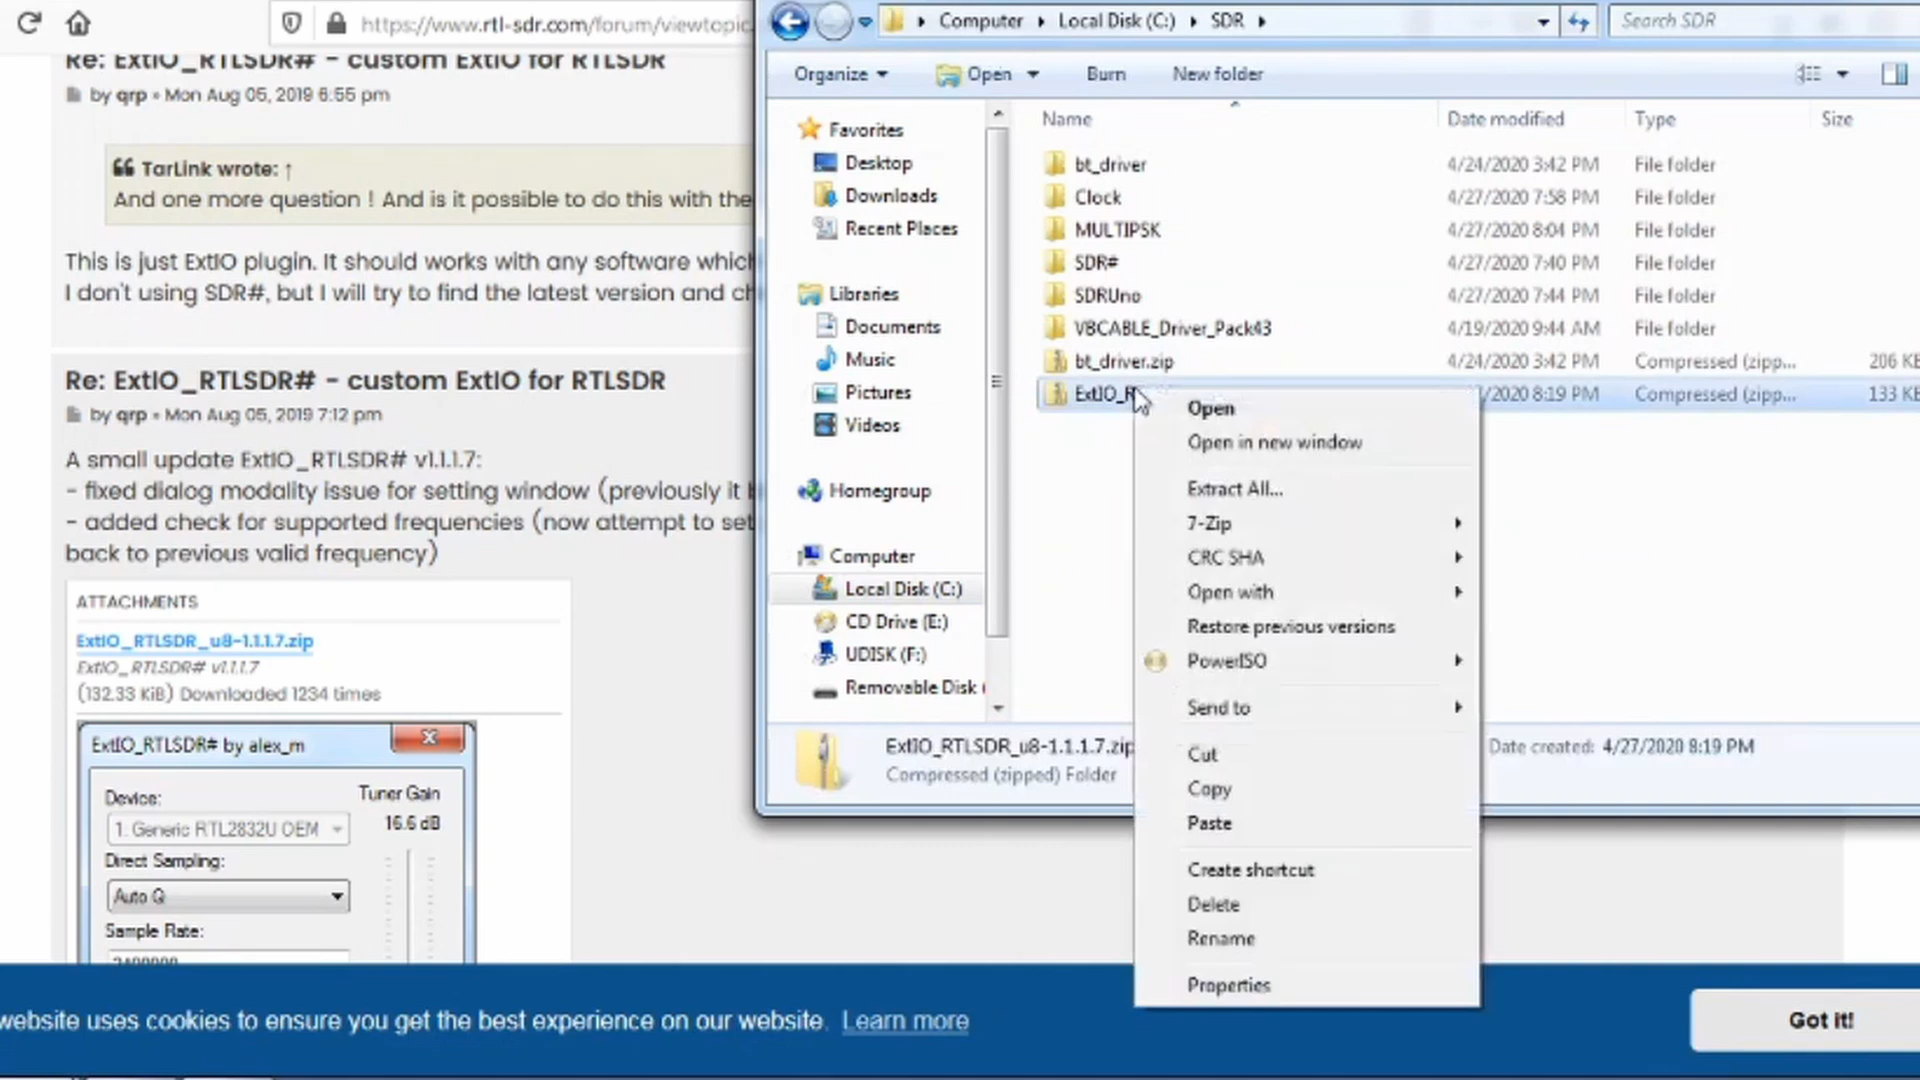 https://www.rtl-sdr.com/forum/viewtopic.
Re: ExtIO_RTLSDR# - custom ExtIO for RTLSDR
by qrp • Mon Aug 05, 2019 6:55 pm
TarLink wrote: ↑
And one more question ! And is it possible to do this with the
This is just ExtIO plugin. It should works with any software which
I don't using SDR#, but I will try to find the latest version and
Re: ExtIO_RTLSDR# - custom ExtIO for RTLSDR
by qrp • Mon Aug 05, 2019 7:12 pm
A small update ExtIO_RTLSDR# v1.1.1.7:
- fixed dialog modality issue for setting window (previously it
- added check for supported frequencies (now attempt to set
back to previous valid frequency)
ATTACHMENTS
ExtIO_RTLSDR_u8-1.1.1.7.zip
ExtIO_RTLSDR# v1.1.1.7
(132.33 KiB) Downloaded 1234 times
ExtIO_RTLSDR# by alex_m
Device:
Tuner Gain
1. Generic RTL2832U OEM
16.6 dB
Direct Sampling:
Auto Q
Sample Rate:
website uses cookies to ensure you get the best experience on our website. Learn more
Got it!
Computer Local Disk (C:) SDR
Search SDR
Organize Open Burn New folder
Favorites
Desktop
Downloads
Recent Places
Libraries
Documents
Music
Pictures
Videos
Homegroup
Computer
Local Disk (C:)
CD Drive (E:)
UDISK (F:)
Removable Disk
Name Date modified Type Size
bt_driver 4/24/2020 3:42 PM File folder
Clock 4/27/2020 7:58 PM File folder
MULTIPSK 4/27/2020 8:04 PM File folder
SDR# 4/27/2020 7:40 PM File folder
SDRUno 4/27/2020 7:44 PM File folder
VBCABLE_Driver_Pack43 4/19/2020 9:44 AM File folder
bt_driver.zip 4/24/2020 3:42 PM Compressed (zipp... 206 KB
ExtIO_R /2020 8:19 PM Compressed (zipp... 133 KB
Open
Open in new window
Extract All...
7-Zip
CRC SHA
Open with
Restore previous versions
PowerISO
Send to
Cut
Copy
Paste
Create shortcut
Delete
Rename
Properties
ExtIO_RTLSDR_u8-1.1.1.7.zip
Compressed (zipped) Folder
Date created: 4/27/2020 8:19 PM